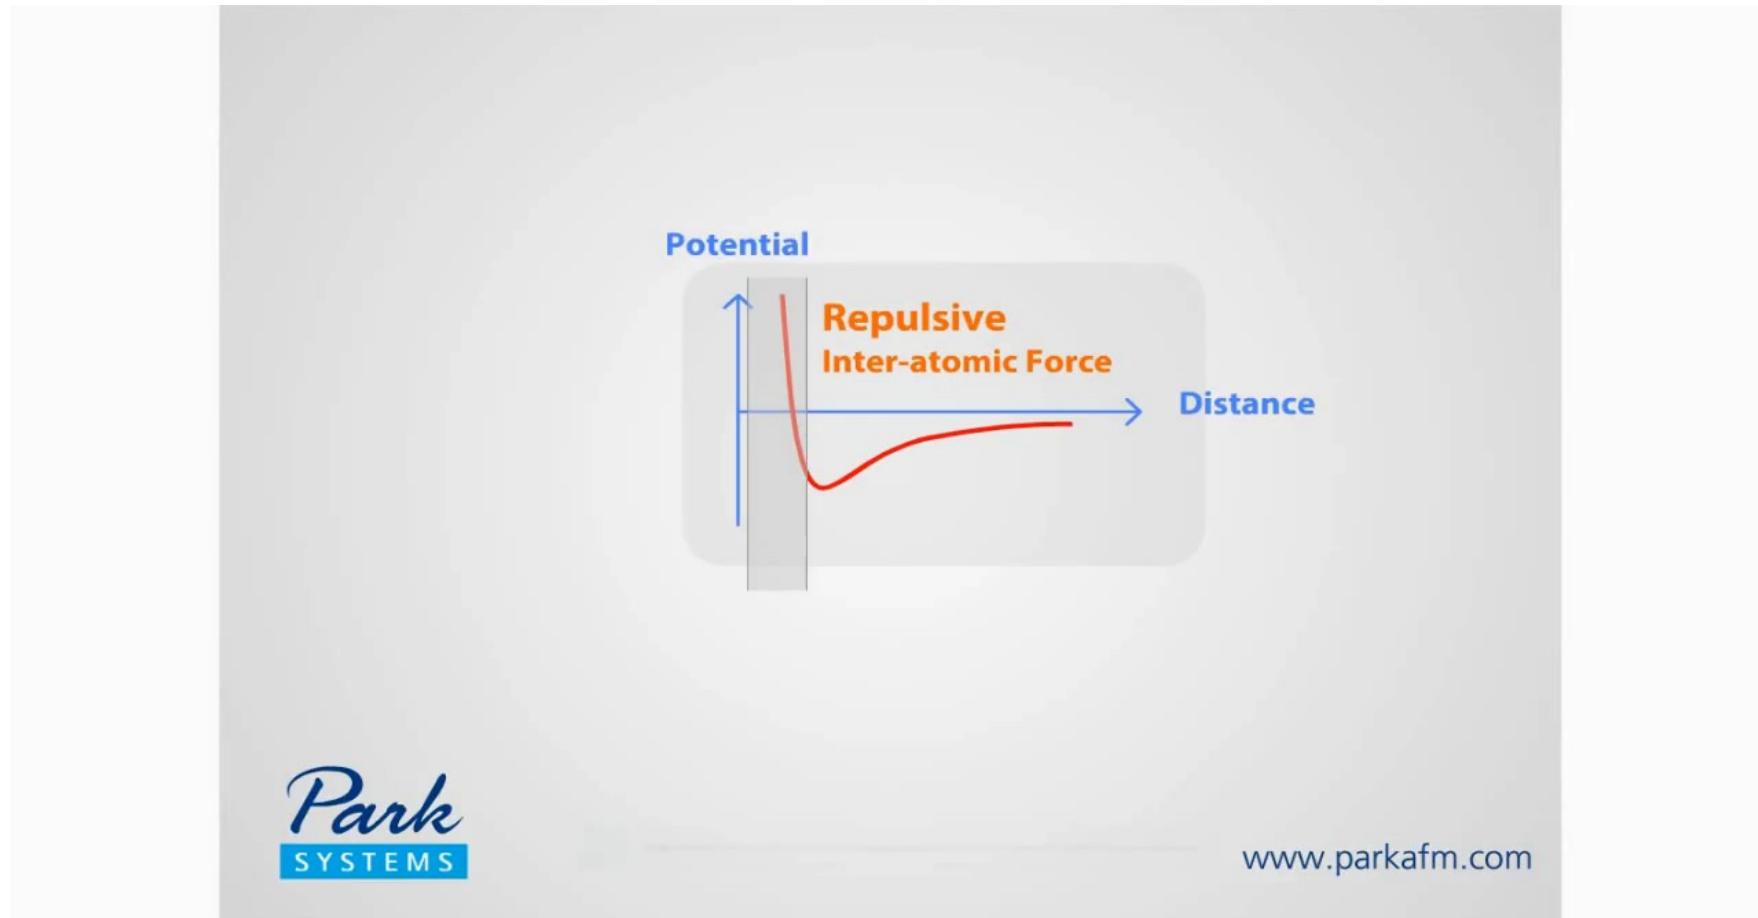 Potential
Repulsive
Inter-atomic Force
Distance
Park
SYSTEMS
www.parkafm.com